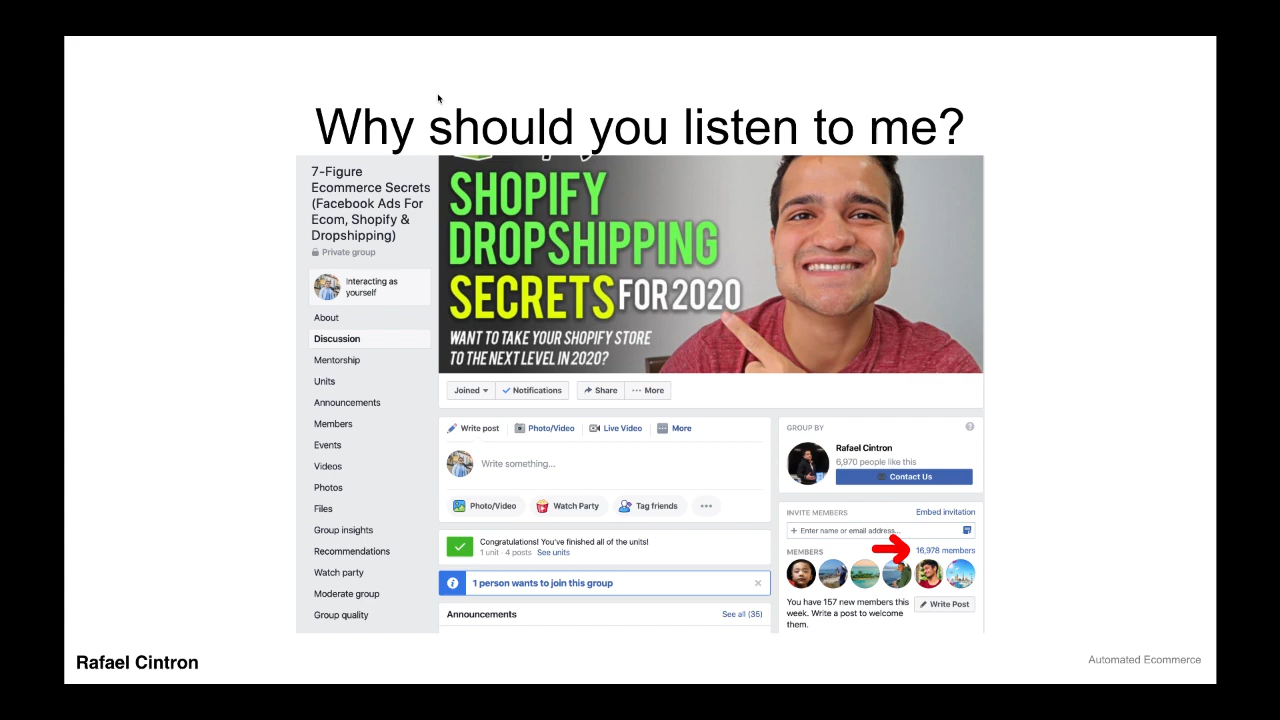 Why should you listen to me?
7-Figure
Ecommerce Secrets
(Facebook Ads For
Ecom, Shopify &
Dropshipping)
Private group
Interacting as
yourself
About
Discussion
Mentorship
Units
Announcements
Members
Events
Videos
Photos
Files
Group insights
Recommendations
Watch party
Moderate group
Group quality
SHOPIFY
DROPSHIPPING
SECRETS FOR 2020
WANT TO TAKE YOUR SHOPIFY STORE
TO THE NEXT LEVEL IN 2020?
Joined
Notifications
Share
··· More
Write post
Photo/Video
Live Video
More
Write something...
Photo/Video
Watch Party
Tag friends
Congratulations! You've finished all of the units!
1 unit · 4 posts See units
1 person wants to join this group
Announcements
See all (35)
GROUP BY
Rafael Cintron
6,970 people like this
Contact Us
INVITE MEMBERS
Embed invitation
+ Enter name or email address...
MEMBERS
16,978 members
You have 157 new members this
week. Write a post to welcome
them.
Write Post
Rafael Cintron
Automated Ecommerce